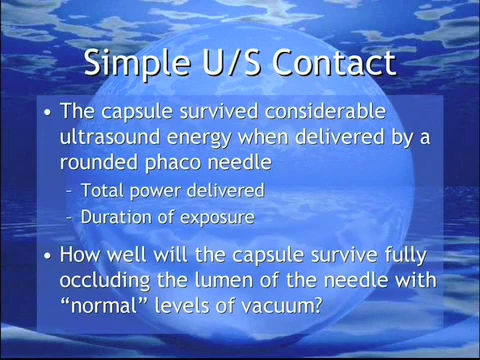 Simple U/S Contact
• The capsule survived considerable
ultrasound energy when delivered by a
rounded phaco needle
– Total power delivered
– Duration of exposure
• How well will the capsule survive fully
occluding the lumen of the needle with
“normal” levels of vacuum?